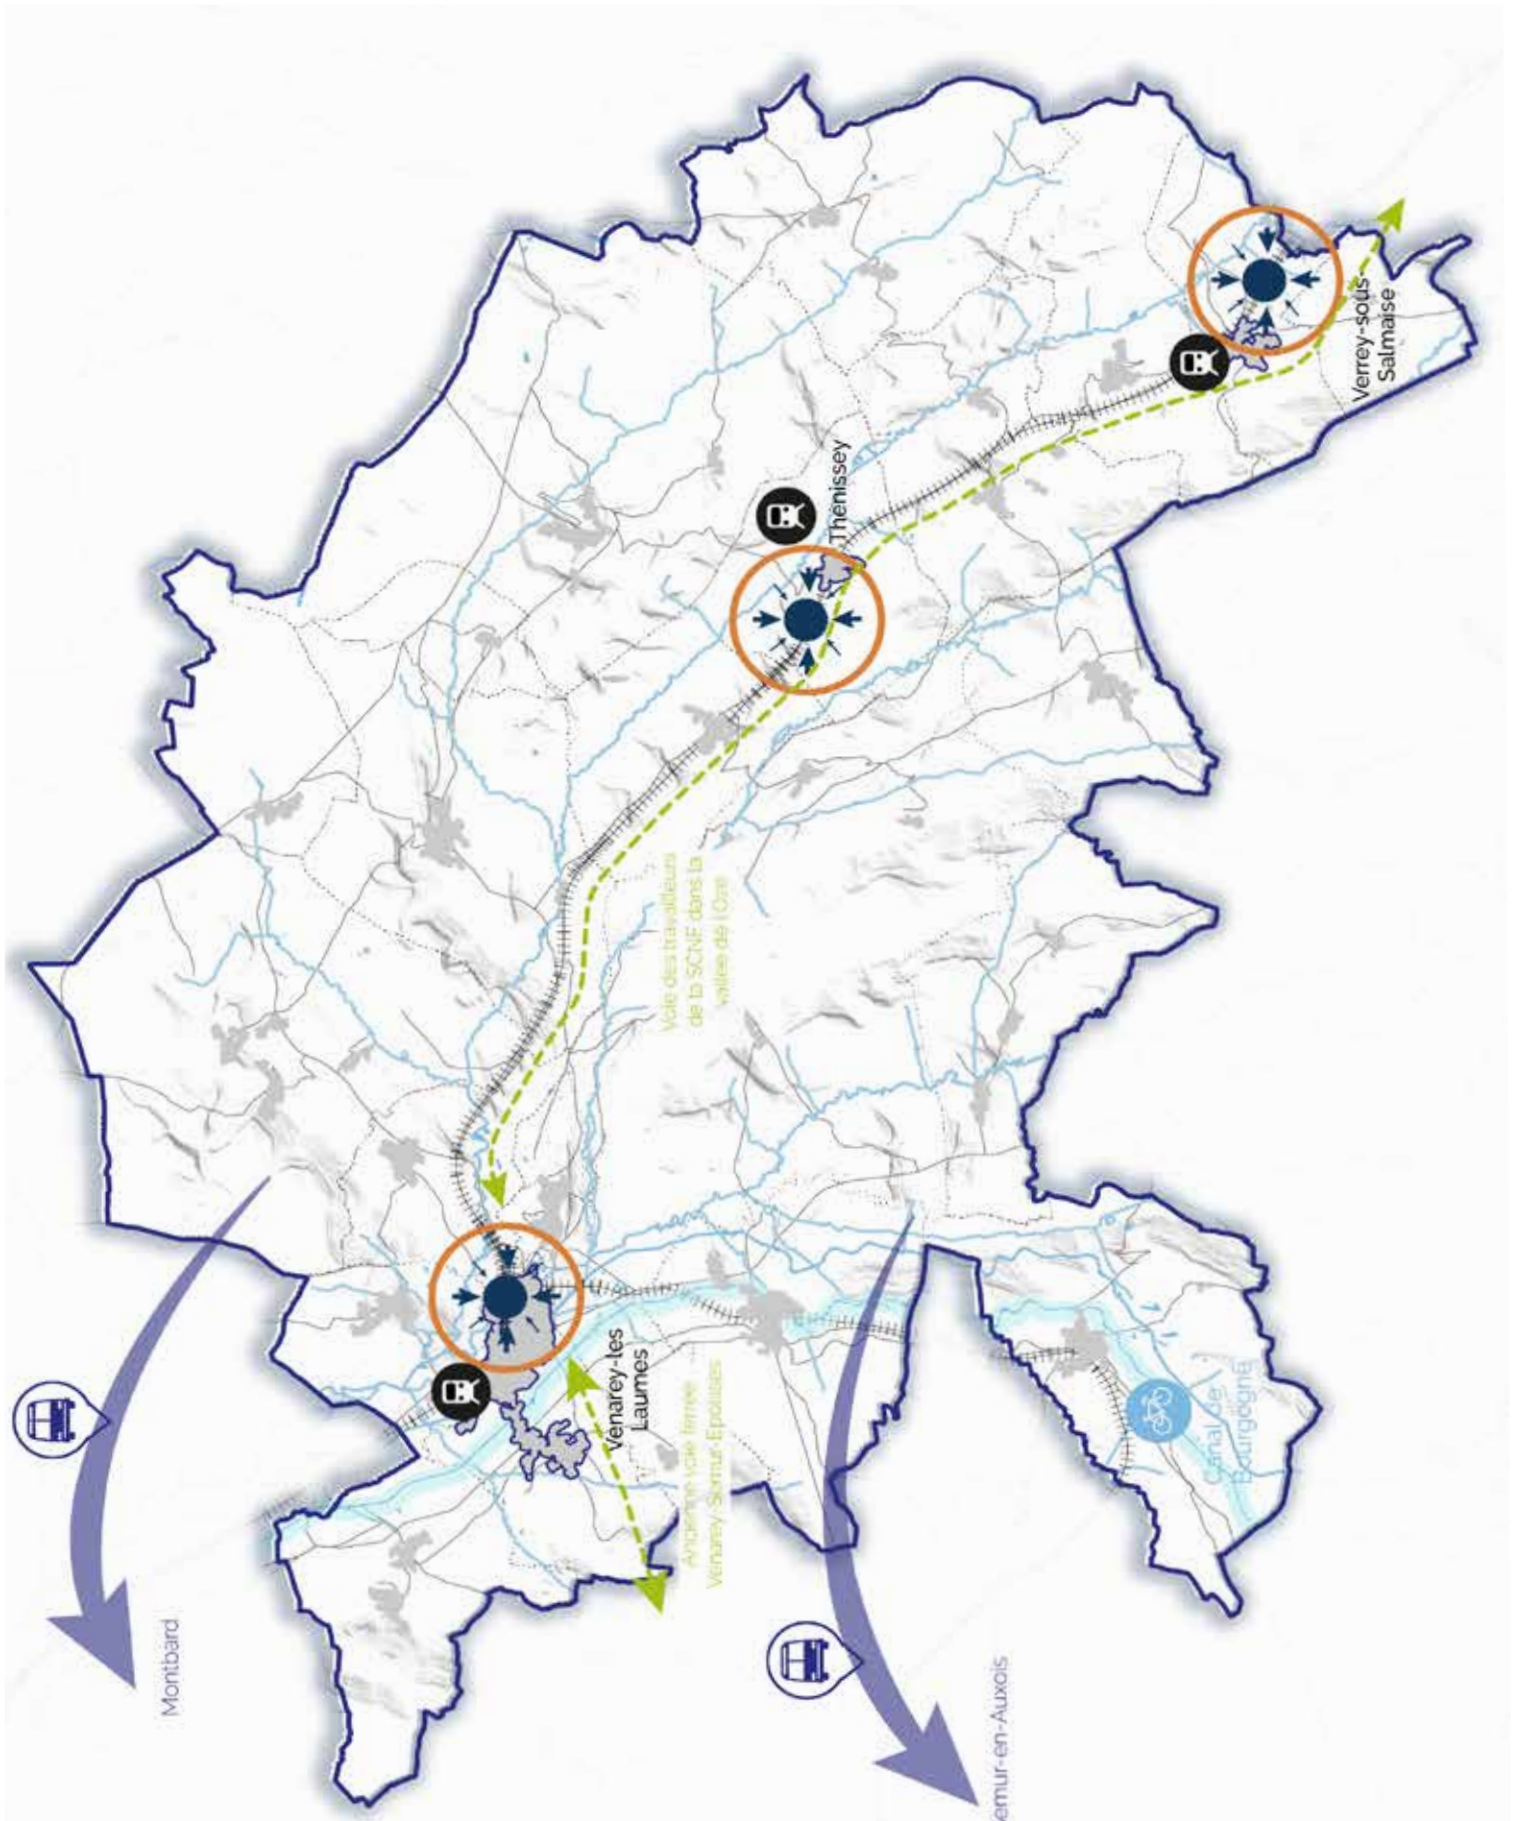 Verrey-sous-
Salmaise
Thenissey
Voie des travailleurs
de la SCNF dans la
vallée de l Oze
Venarey-les
Laumes
Ancienne voie ferrée
Venarey-Semur-Epoisses
Canal de
Bourgogne
Montbard
emur-en-Auxois